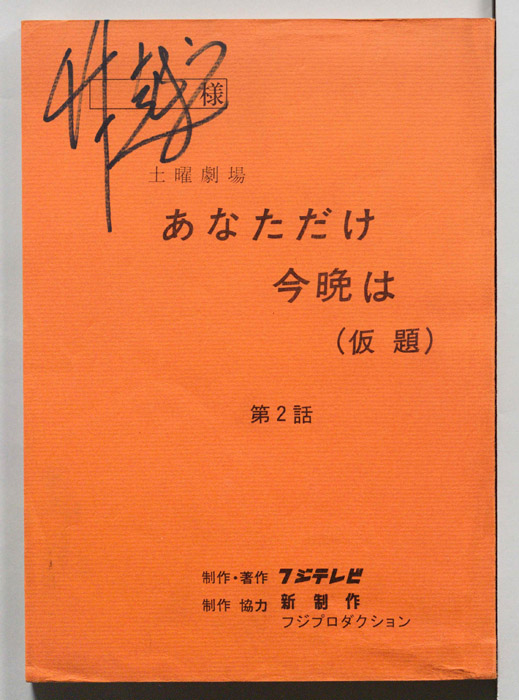 様
土曜劇場
あなただけ
今晩は
(仮題)
第2話
制作・著作 フジテレビ
制作 協力 新制作
フジプロダクション